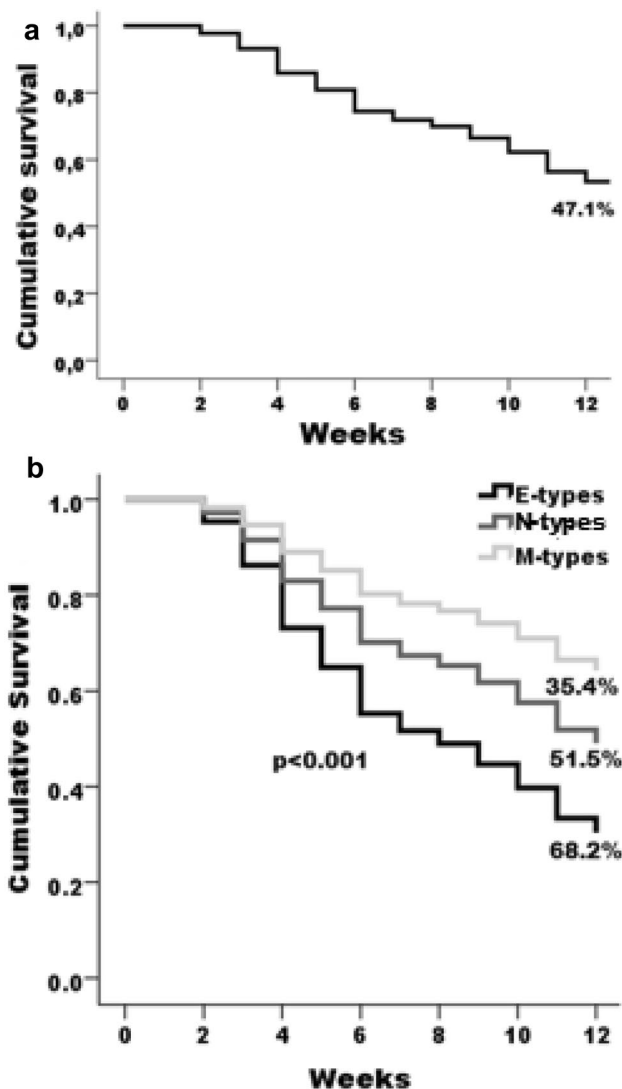 a
1,0
0,8
0,6
0,4
0,2
0,0
Cumulative survival
47.1%
0 2 4 6 8 10 12
Weeks
b
1.0
0.8
0.6
0.4
0.2
0.0
Cumulative Survival
E-types
N-types
M-types
35.4%
51.5%
p<0.001
68.2%
0 2 4 6 8 10 12
Weeks